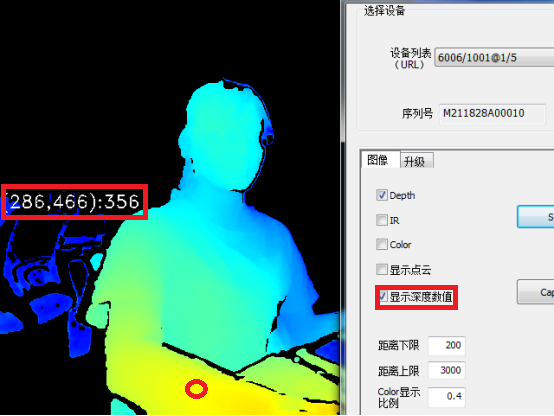 选择设备
设备列表 6006/1001@1/5
(URL)
序列号 M211828A00010
图像 升级
Depth
IR
Color
显示点云
显示深度数值
Cap
距离下限 200
距离上限 3000
Color显示
比例 0.4
(286,466):356